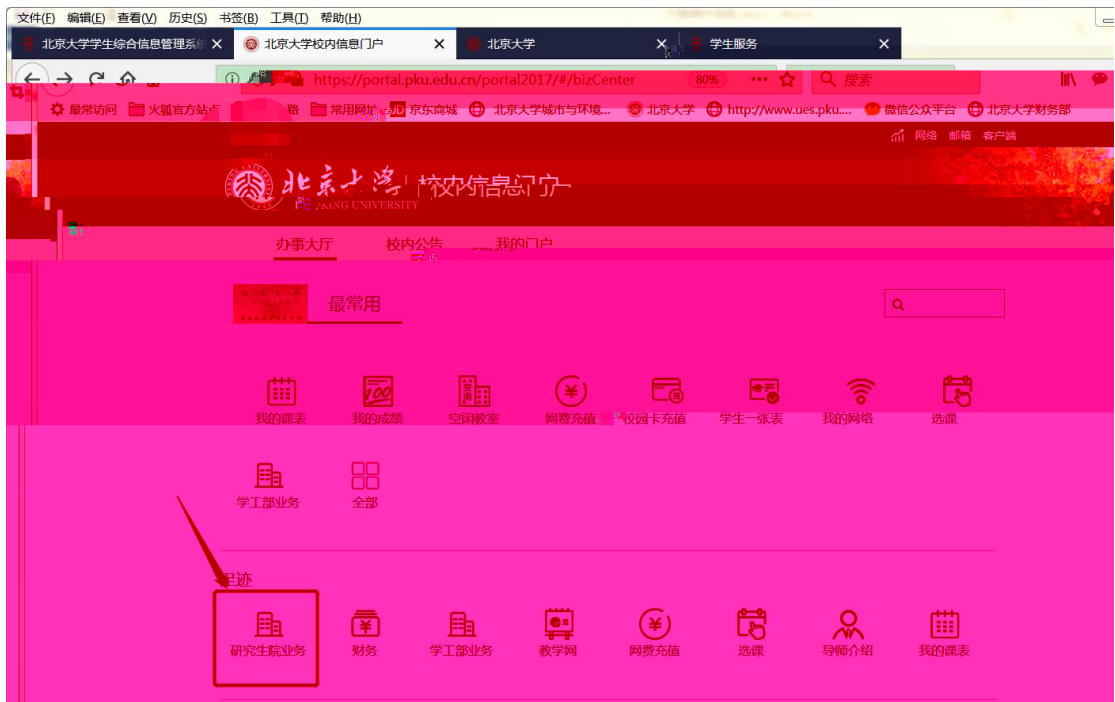 文件(F) 编辑(E) 查看(V) 历史(S) 书签(B) 工具(T) 帮助(H)
北京大学学生综合信息管理系统 × 北京大学校内信息门户 × 北京大学 × 学生服务 ×
https://portal.pku.edu.cn/portal2017/#/bizCenter 80% 搜索
最常访问 火狐官方站点 常用网址 JD 京东商城 北京大学城市与环境... 北京大学 http://www.ues.pku.... 微信公众平台 北京大学财务部
网络 邮箱 客户端
北京大学 校内信息门户
PEKING UNIVERSITY
办事大厅 校内公告 我的门户
最常用
我的课表 我的成绩 空闲教室 网费充值 校园卡充值 学生一张表 我的网络 选课
学工部业务 全部
足迹
研究生院业务 财务 学工部业务 教学网 网费充值 选课 导师介绍 我的课表